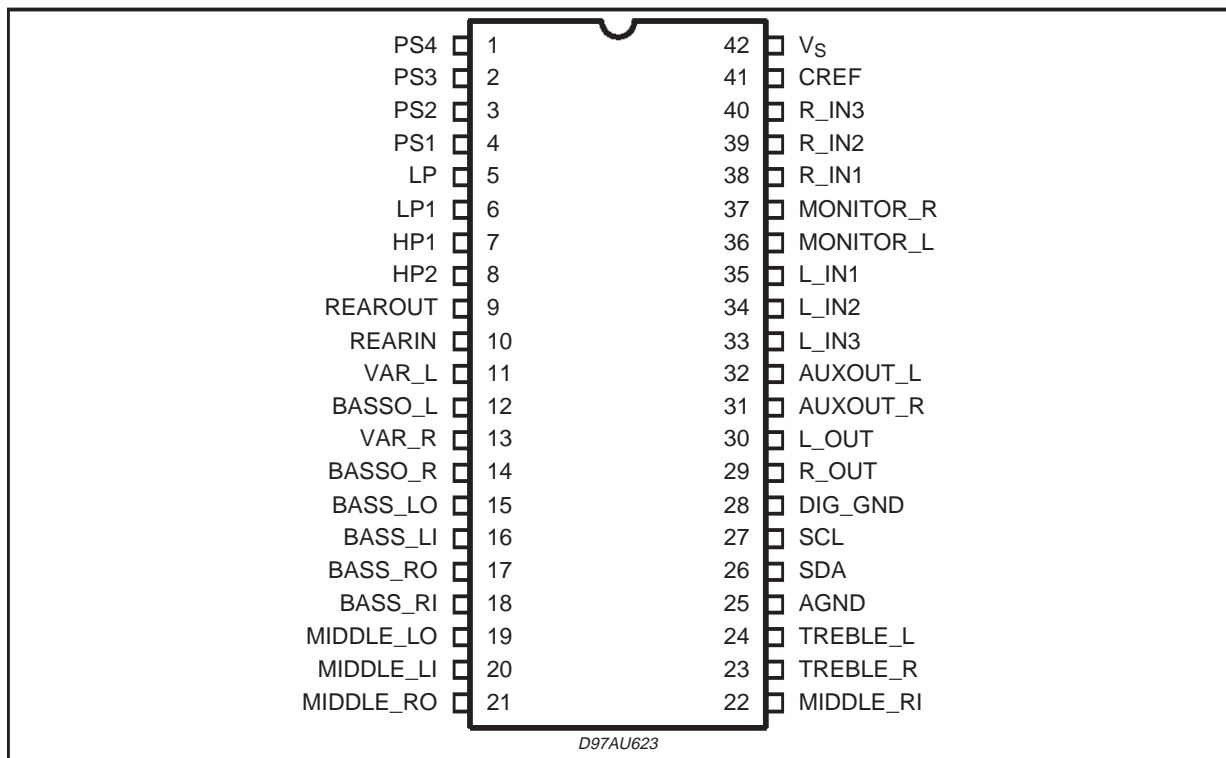 PS4 1 42 VS
PS3 2 41 CREF
PS2 3 40 R_IN3
PS1 4 39 R_IN2
LP 5 38 R_IN1
LP1 6 37 MONITOR_R
HP1 7 36 MONITOR_L
HP2 8 35 L_IN1
REAROUT 9 34 L_IN2
REARIN 10 33 L_IN3
VAR_L 11 32 AUXOUT_L
BASSO_L 12 31 AUXOUT_R
VAR_R 13 30 L_OUT
BASSO_R 14 29 R_OUT
BASS_LO 15 28 DIG_GND
BASS_LI 16 27 SCL
BASS_RO 17 26 SDA
BASS_RI 18 25 AGND
MIDDLE_LO 19 24 TREBLE_L
MIDDLE_LI 20 23 TREBLE_R
MIDDLE_RO 21 22 MIDDLE_RI
D97AU623